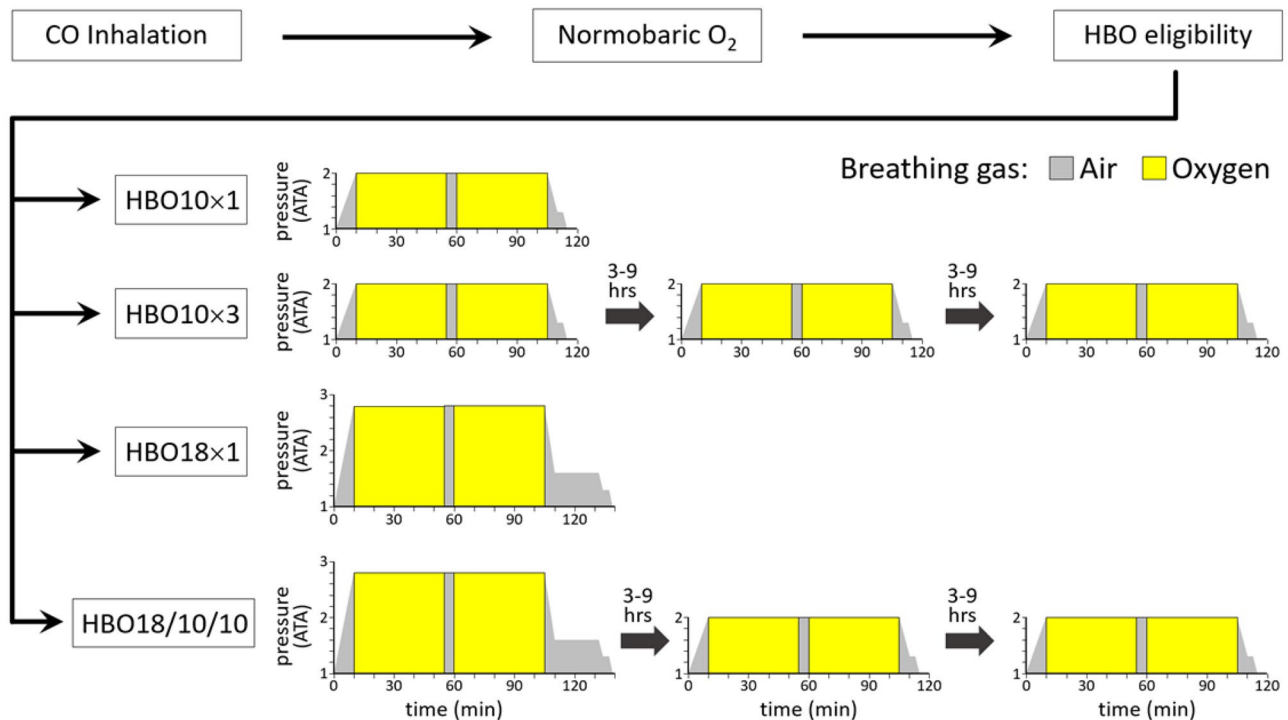 CO Inhalation
Normobaric O₂
HBO eligibility
Breathing gas: Air Oxygen
HBO10×1
pressure
(ATA)
2
1
0 30 60 90 120
HBO10×3
pressure
(ATA)
2
1
0 30 60 90 120
3-9
hrs
2
1
0 30 60 90 120
3-9
hrs
2
1
0 30 60 90 120
HBO18×1
pressure
(ATA)
3
2
1
0 30 60 90 120
HBO18/10/10
pressure
(ATA)
3
2
1
0 30 60 90 120
time (min)
3-9
hrs
2
1
0 30 60 90 120
time (min)
3-9
hrs
2
1
0 30 60 90 120
time (min)